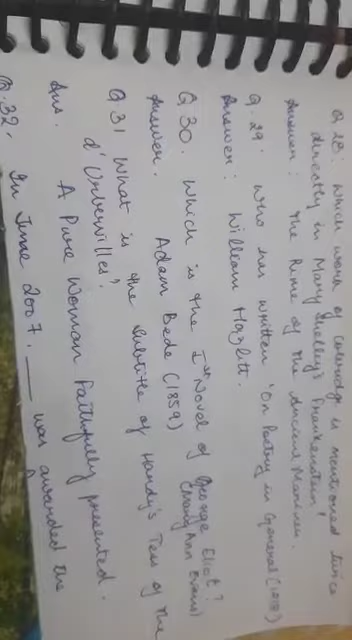 Q.28. Which work of Coleridge is mentioned twice
directly in Mary Shelley's 'Frankenstein'?
Answer : The Rime of the Ancient Mariner.
Q.29. Who has written 'On Poetry in General (1818)
Answer : William Hazlitt.
Q.30. Which is the Ist Novel of George Eliot?
(Mary Ann Evans)
Answer. Adam Bede (1859)
Q.31 What is the subtitle of Hardy's Tess of the
d'Urbervilles'.
Ans. A Pure Woman Faithfully presented.
Q.32. In June 2007, ___ was awarded the